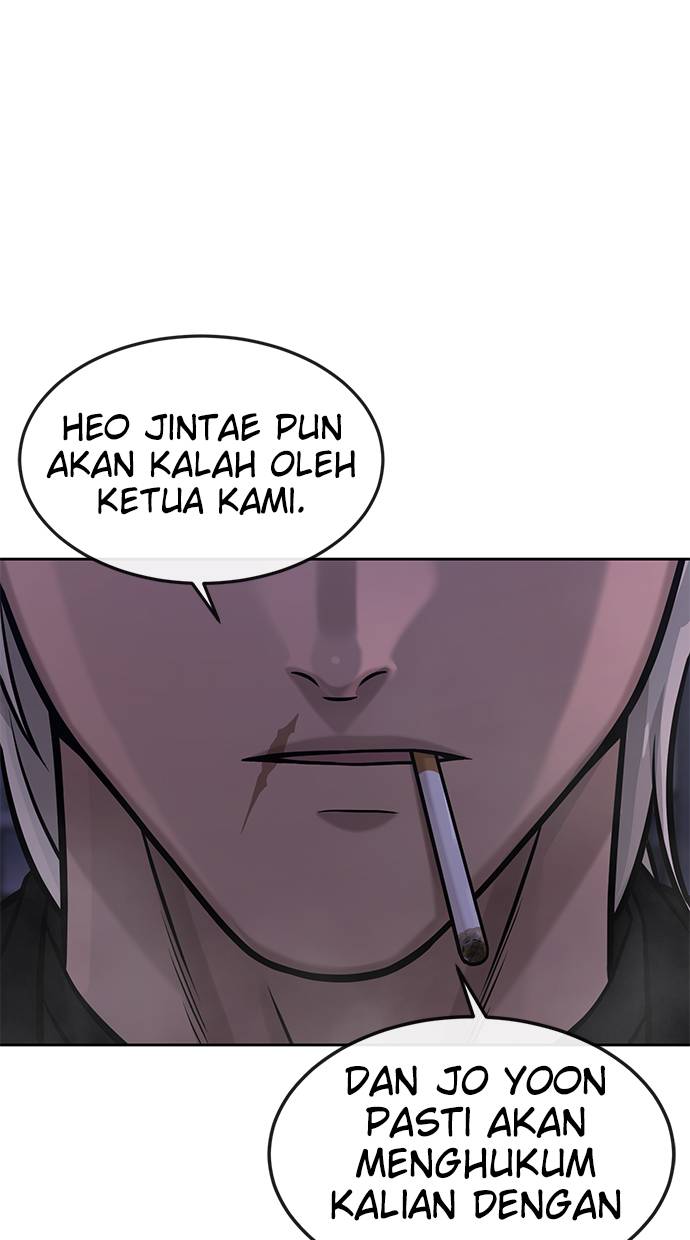 HEO JINTAE PUN
AKAN KALAH OLEH
KETUA KAMI.
DAN JO YOON
PASTI AKAN
MENGHUKUM
KALIAN DENGAN